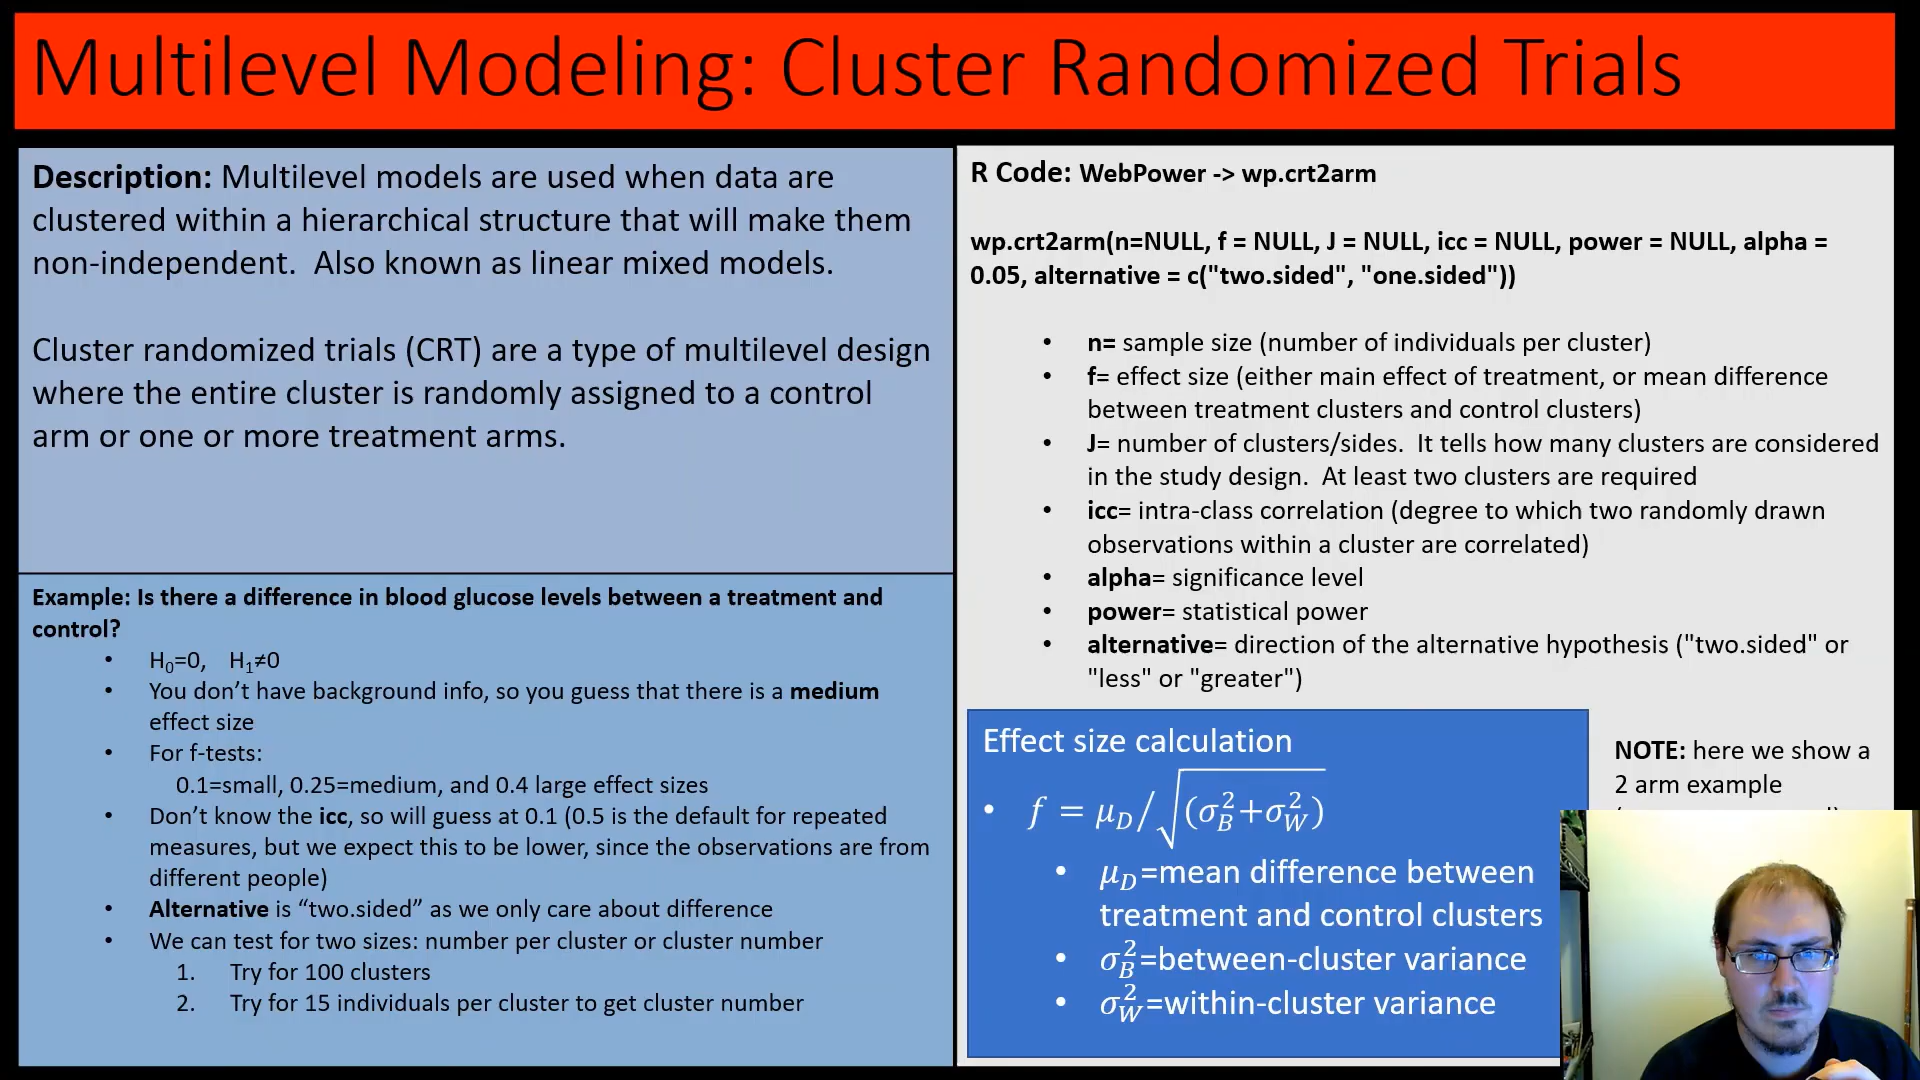 Multilevel Modeling: Cluster Randomized Trials
Description: Multilevel models are used when data are
clustered within a hierarchical structure that will make them
non-independent.  Also known as linear mixed models.
Cluster randomized trials (CRT) are a type of multilevel design
where the entire cluster is randomly assigned to a control
arm or one or more treatment arms.
Example: Is there a difference in blood glucose levels between a treatment and
control?
• H₀=0,   H₁≠0
• You don’t have background info, so you guess that there is a medium
effect size
• For f-tests:
0.1=small, 0.25=medium, and 0.4 large effect sizes
• Don’t know the icc, so will guess at 0.1 (0.5 is the default for repeated
measures, but we expect this to be lower, since the observations are from
different people)
• Alternative is “two.sided” as we only care about difference
• We can test for two sizes: number per cluster or cluster number
1. Try for 100 clusters
2. Try for 15 individuals per cluster to get cluster number
R Code: WebPower -> wp.crt2arm
wp.crt2arm(n=NULL, f = NULL, J = NULL, icc = NULL, power = NULL, alpha =
0.05, alternative = c("two.sided", "one.sided"))
• n= sample size (number of individuals per cluster)
• f= effect size (either main effect of treatment, or mean difference
between treatment clusters and control clusters)
• J= number of clusters/sides.  It tells how many clusters are considered
in the study design.  At least two clusters are required
• icc= intra-class correlation (degree to which two randomly drawn
observations within a cluster are correlated)
• alpha= significance level
• power= statistical power
• alternative= direction of the alternative hypothesis ("two.sided" or
"less" or "greater")
Effect size calculation
• f = μ_D/√(σ²_B+σ²_W)
• μ_D=mean difference between
treatment and control clusters
• σ²_B=between-cluster variance
• σ²_W=within-cluster variance
NOTE: here we show a
2 arm example